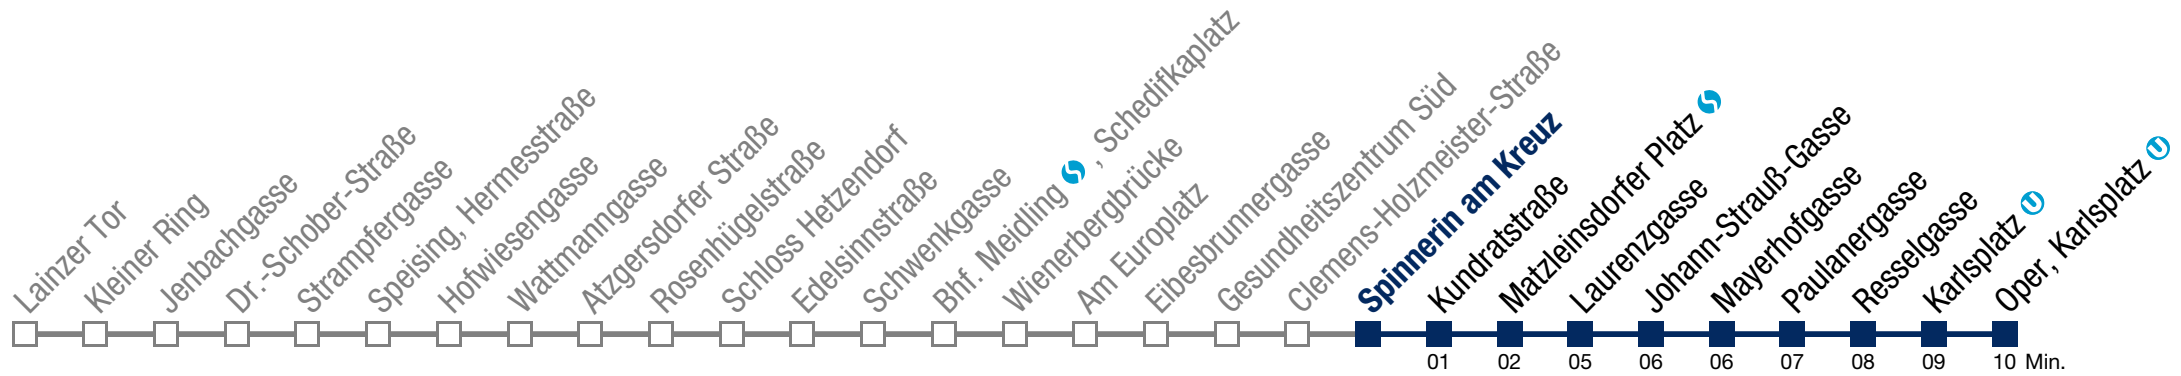 Lainzer Tor
Kleiner Ring
Jenbachgasse
Dr.-Schober-Straße
Strampfergasse
Speising, Hermesstraße
Hofwiesengasse
Wattmanngasse
Atzgersdorfer Straße
Rosenhügelstraße
Schloss Hetzendorf
Edelsinnstraße
Schwenkgasse
Bhf. Meidling S, Schedifkaplatz
Wienerbergbrücke
Am Europlatz
Eibesbrunnergasse
Gesundheitszentrum Süd
Clemens-Holzmeister-Straße
Spinnerin am Kreuz
Kundratstraße
Matzleinsdorfer Platz S
Laurenzgasse
Johann-Strauß-Gasse
Mayerhofgasse
Paulanergasse
Resselgasse
Karlsplatz U
Oper, Karlsplatz U
01 02 05 06 06 07 08 09 10 Min.